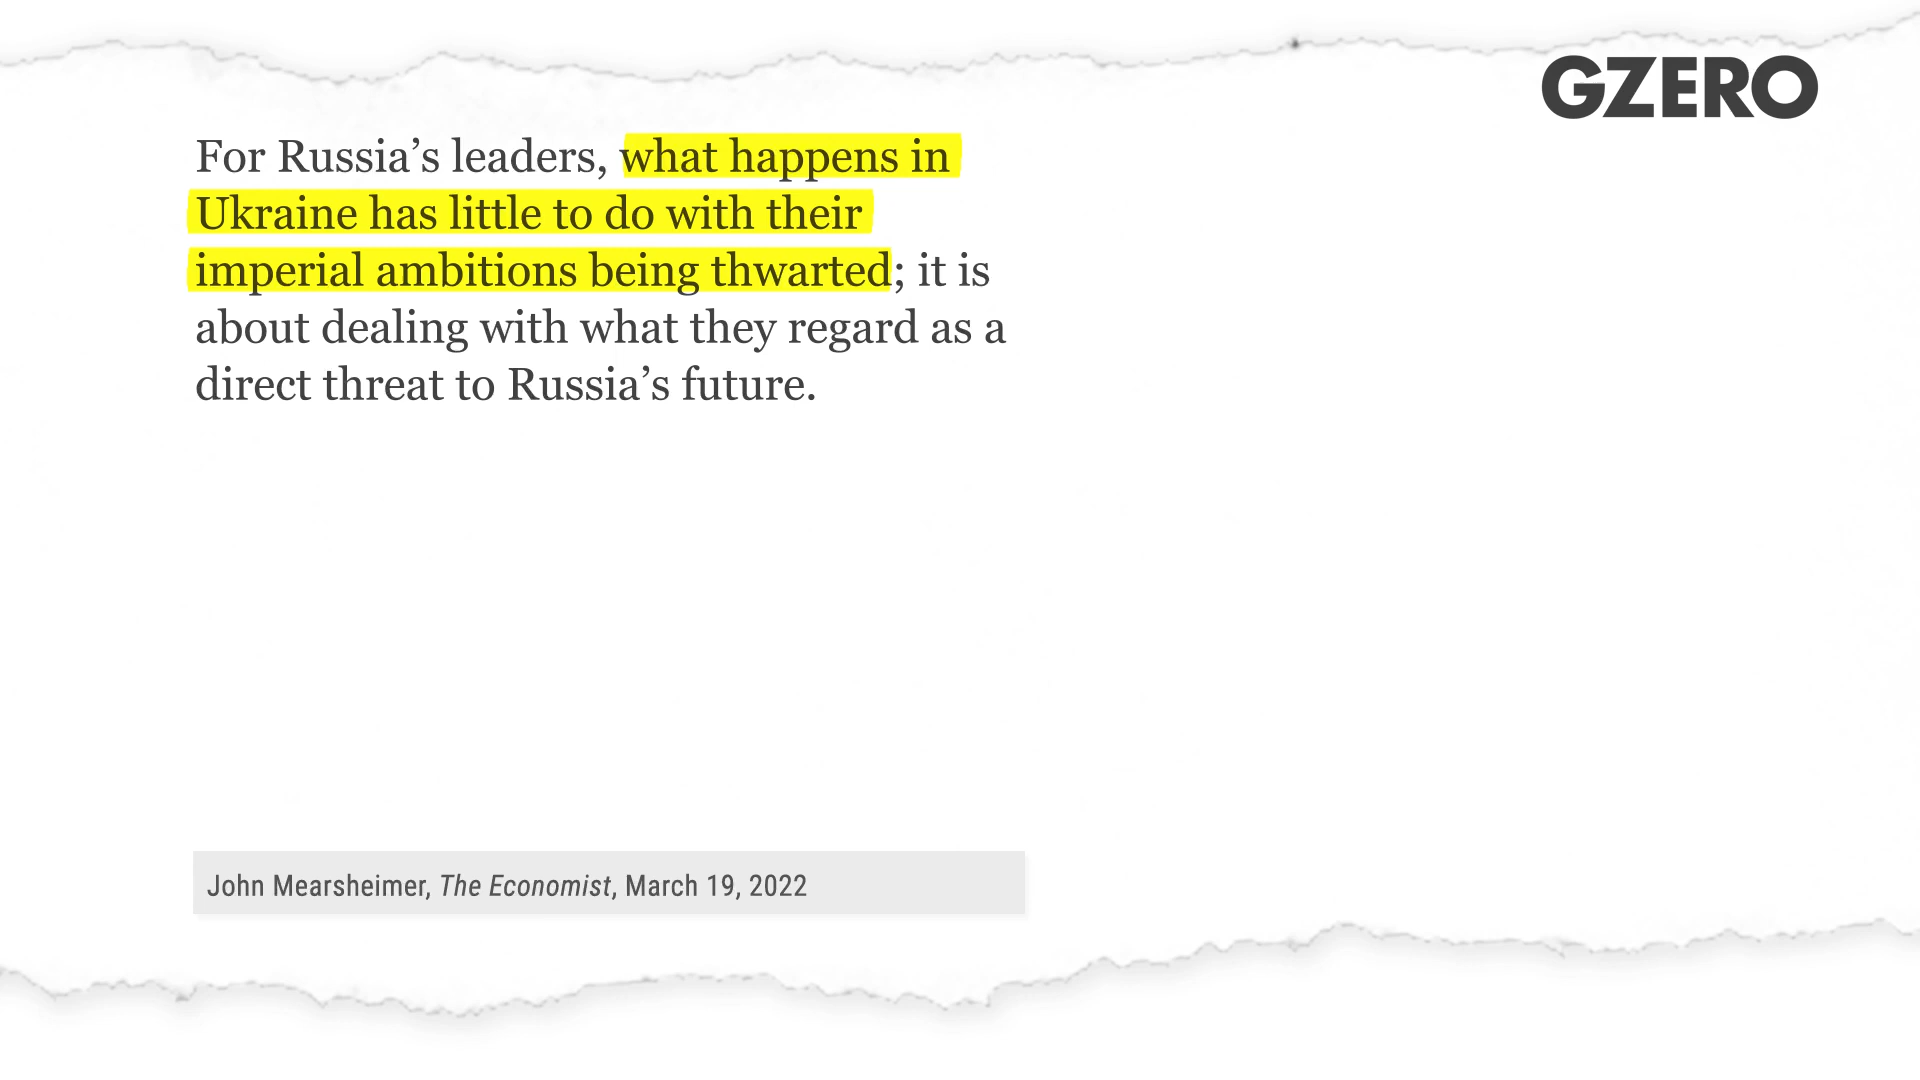 GZERO
For Russia’s leaders, what happens in
Ukraine has little to do with their
imperial ambitions being thwarted; it is
about dealing with what they regard as a
direct threat to Russia’s future.
John Mearsheimer, The Economist, March 19, 2022